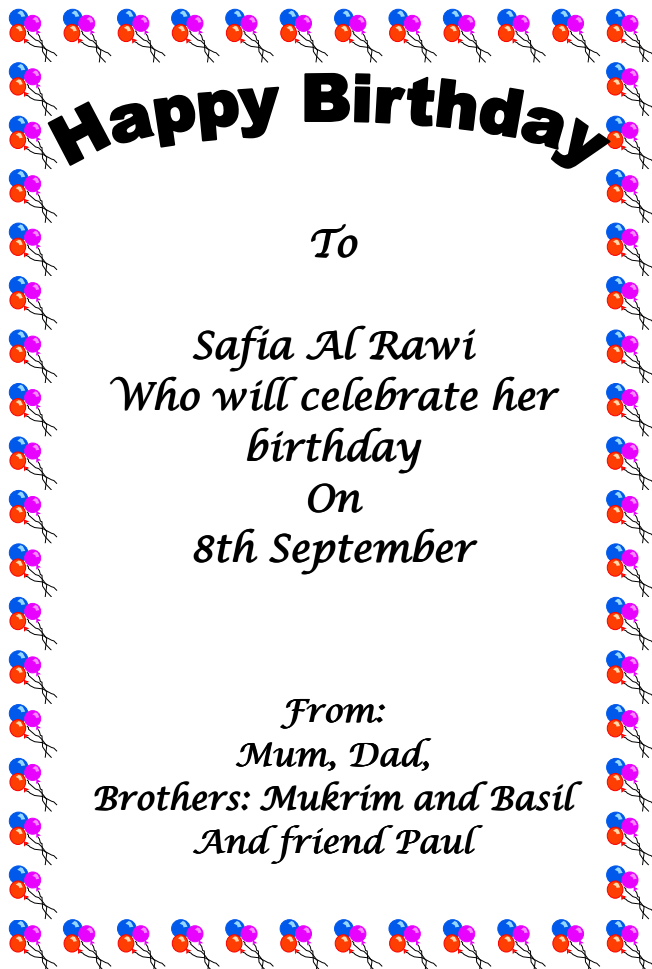 Happy Birthday
To
Safia Al Rawi
Who will celebrate her
birthday
On
8th September
From:
Mum, Dad,
Brothers: Mukrim and Basil
And friend Paul